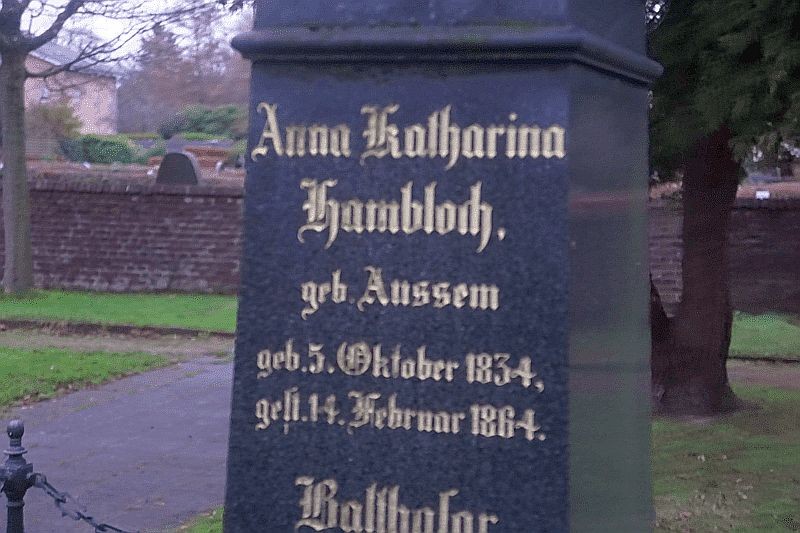 Anna Katharina
Hambloch,
geb. Aussem
geb. 5. Oktober 1834,
gest. 14. Februar 1864.
Balthasar